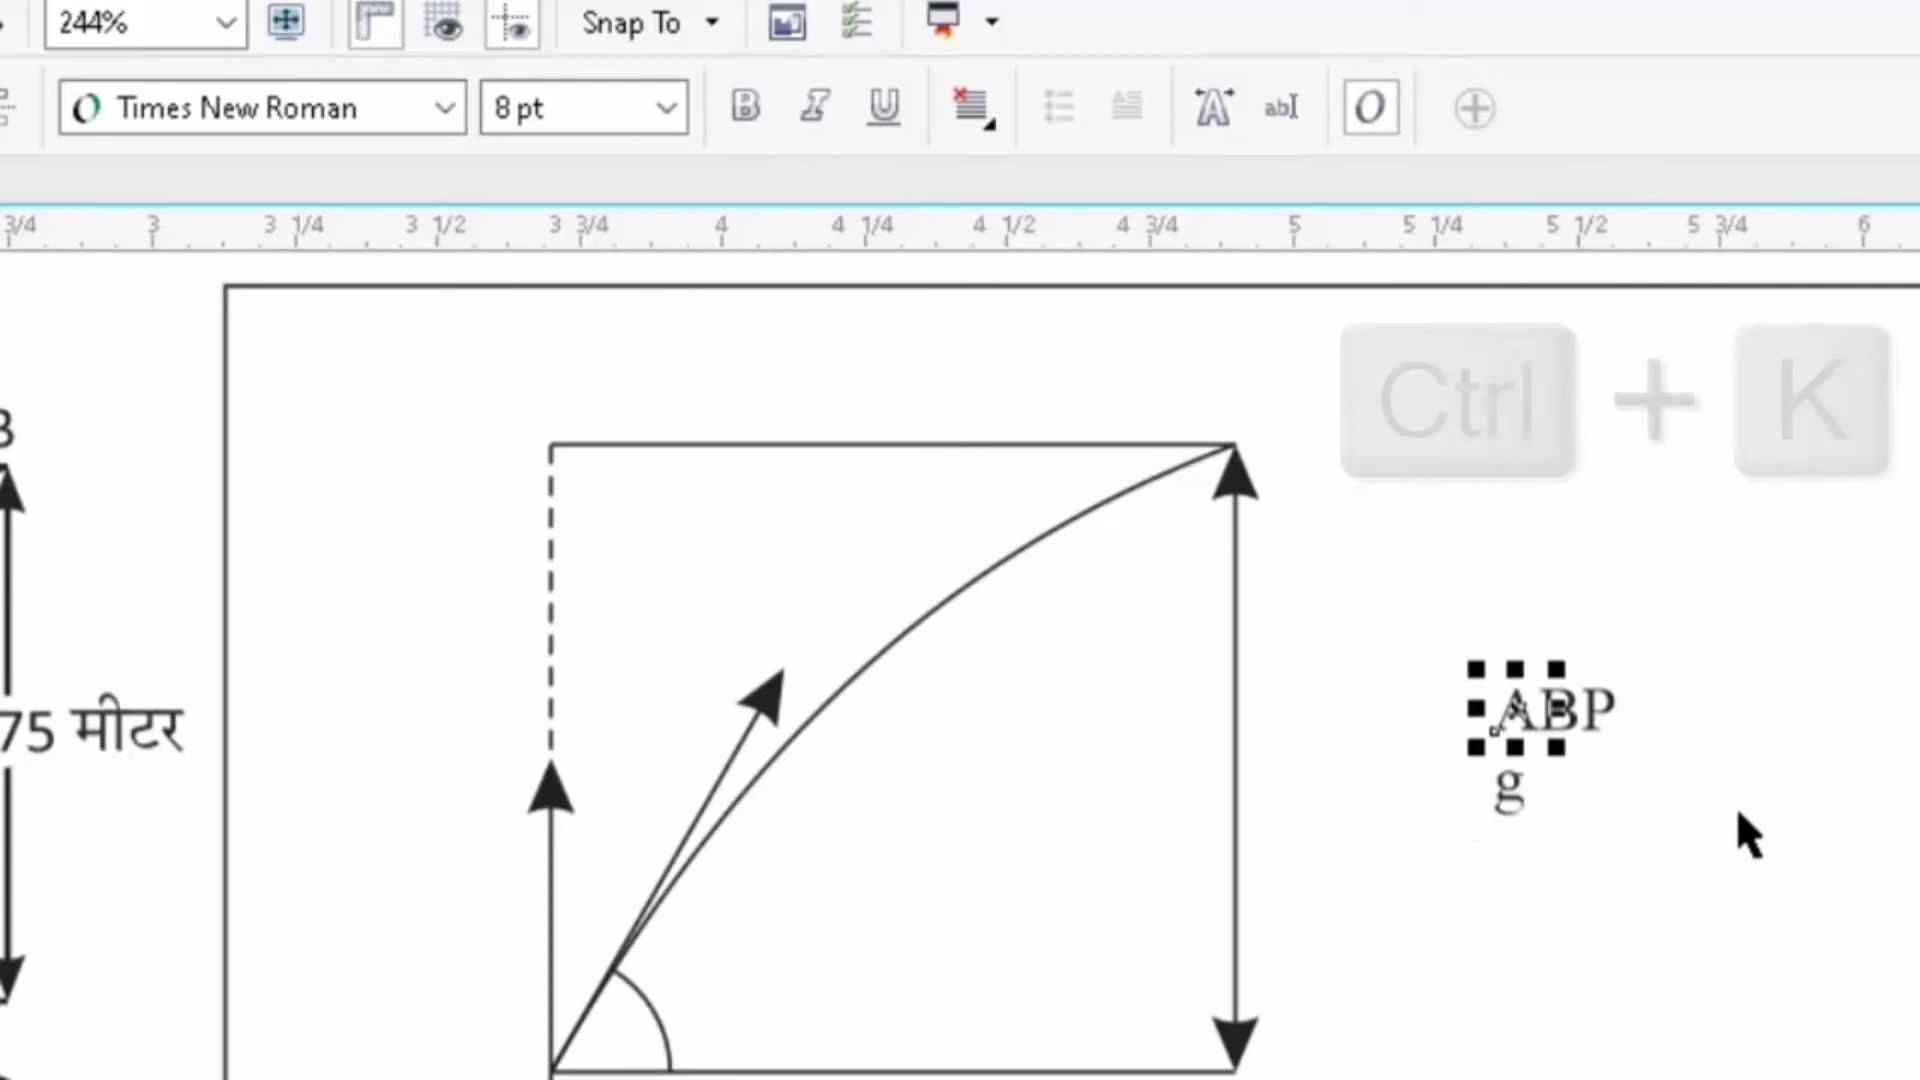 244%
Snap To
Times New Roman
8 pt
B I U
abI
O
3/4 3 3 1/4 3 1/2 3 3/4 4 4 1/4 4 1/2 4 3/4 5 5 1/4 5 1/2 5 3/4 6
Ctrl + K
B
75 मीटर
ABP
g